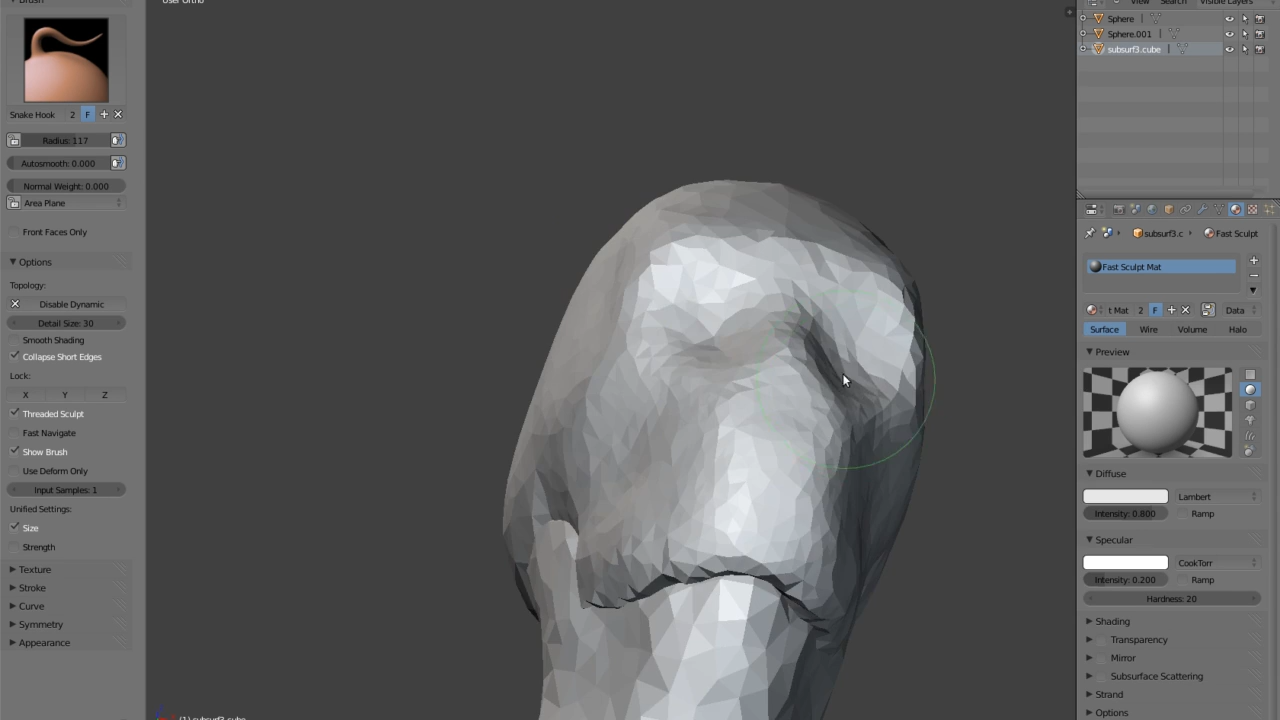 Brush
User Ortho
View Search Visible Layers
Sphere
Sphere.001
subsurf3.cube
Snake Hook 2 F
Radius: 117
Autosmooth: 0.000
Normal Weight: 0.000
Area Plane
Front Faces Only
Options
Topology:
Disable Dynamic
Detail Size: 30
Smooth Shading
Collapse Short Edges
Lock:
X Y Z
Threaded Sculpt
Fast Navigate
Show Brush
Use Deform Only
Input Samples: 1
Unified Settings:
Size
Strength
Texture
Stroke
Curve
Symmetry
Appearance
(1) subsurf3.cube
subsurf3.c Fast Sculpt
Fast Sculpt Mat
t Mat 2 F Data
Surface Wire Volume Halo
Preview
Diffuse
Lambert
Intensity: 0.800 Ramp
Specular
CookTorr
Intensity: 0.200 Ramp
Hardness: 20
Shading
Transparency
Mirror
Subsurface Scattering
Strand
Options